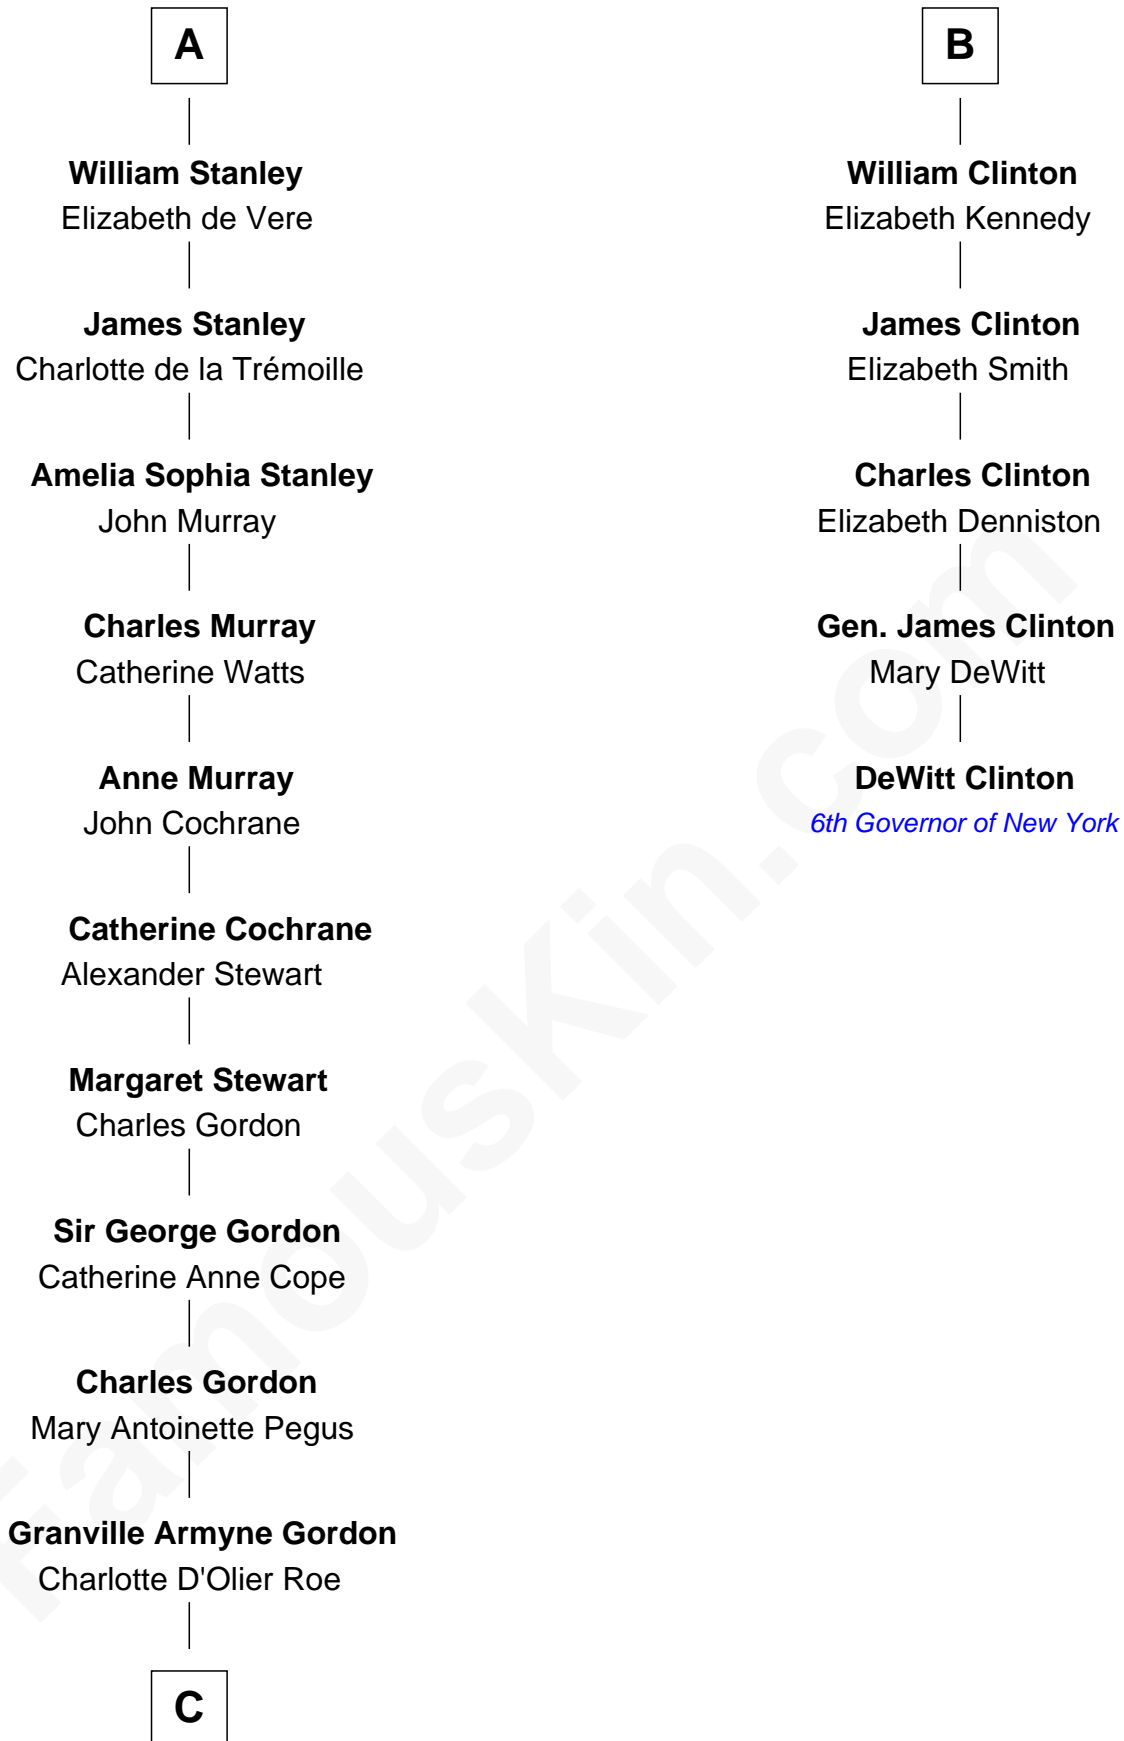 A
William Stanley
Elizabeth de Vere
James Stanley
Charlotte de la Trémoille
Amelia Sophia Stanley
John Murray
Charles Murray
Catherine Watts
Anne Murray
John Cochrane
Catherine Cochrane
Alexander Stewart
Margaret Stewart
Charles Gordon
Sir George Gordon
Catherine Anne Cope
Charles Gordon
Mary Antoinette Pegus
Granville Armyne Gordon
Charlotte D'Olier Roe
C
B
William Clinton
Elizabeth Kennedy
James Clinton
Elizabeth Smith
Charles Clinton
Elizabeth Denniston
Gen. James Clinton
Mary DeWitt
DeWitt Clinton
6th Governor of New York
FamousKin.com